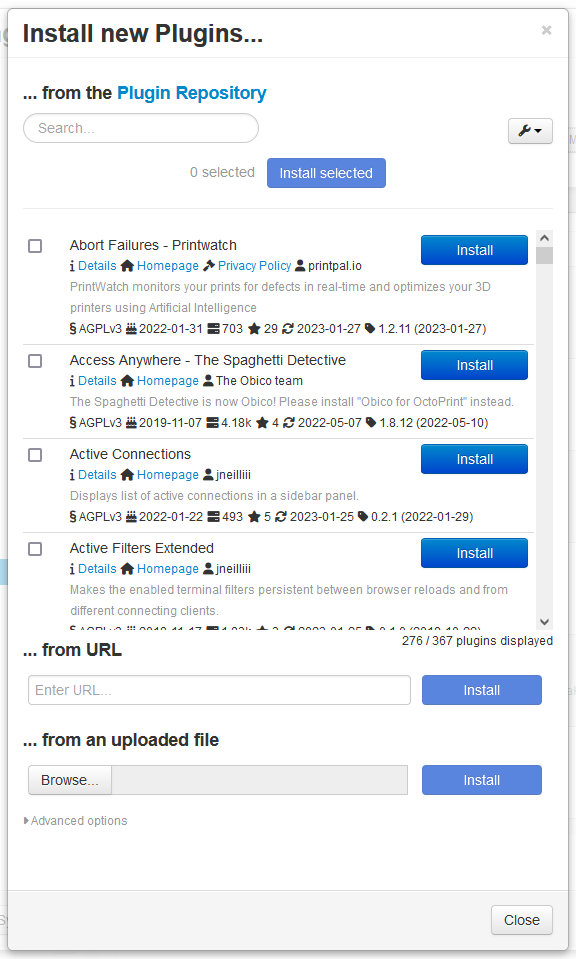 Install new Plugins...
×
... from the Plugin Repository
Search...
0 selected
Install selected
Abort Failures - Printwatch
Install
Details Homepage Privacy Policy printpal.io
PrintWatch monitors your prints for defects in real-time and optimizes your 3D
printers using Artificial Intelligence
§ AGPLv3 2022-01-31 703 29 2023-01-27 1.2.11 (2023-01-27)
Access Anywhere - The Spaghetti Detective
Install
Details Homepage The Obico team
The Spaghetti Detective is now Obico! Please install "Obico for OctoPrint" instead.
§ AGPLv3 2019-11-07 4.18k 4 2022-05-07 1.8.12 (2022-05-10)
Active Connections
Install
Details Homepage jneilliii
Displays list of active connections in a sidebar panel.
§ AGPLv3 2022-01-22 493 5 2023-01-25 0.2.1 (2022-01-29)
Active Filters Extended
Install
Details Homepage jneilliii
Makes the enabled terminal filters persistent between browser reloads and from
different connecting clients.
276 / 367 plugins displayed
... from URL
Enter URL...
Install
... from an uploaded file
Browse...
Install
Advanced options
Close